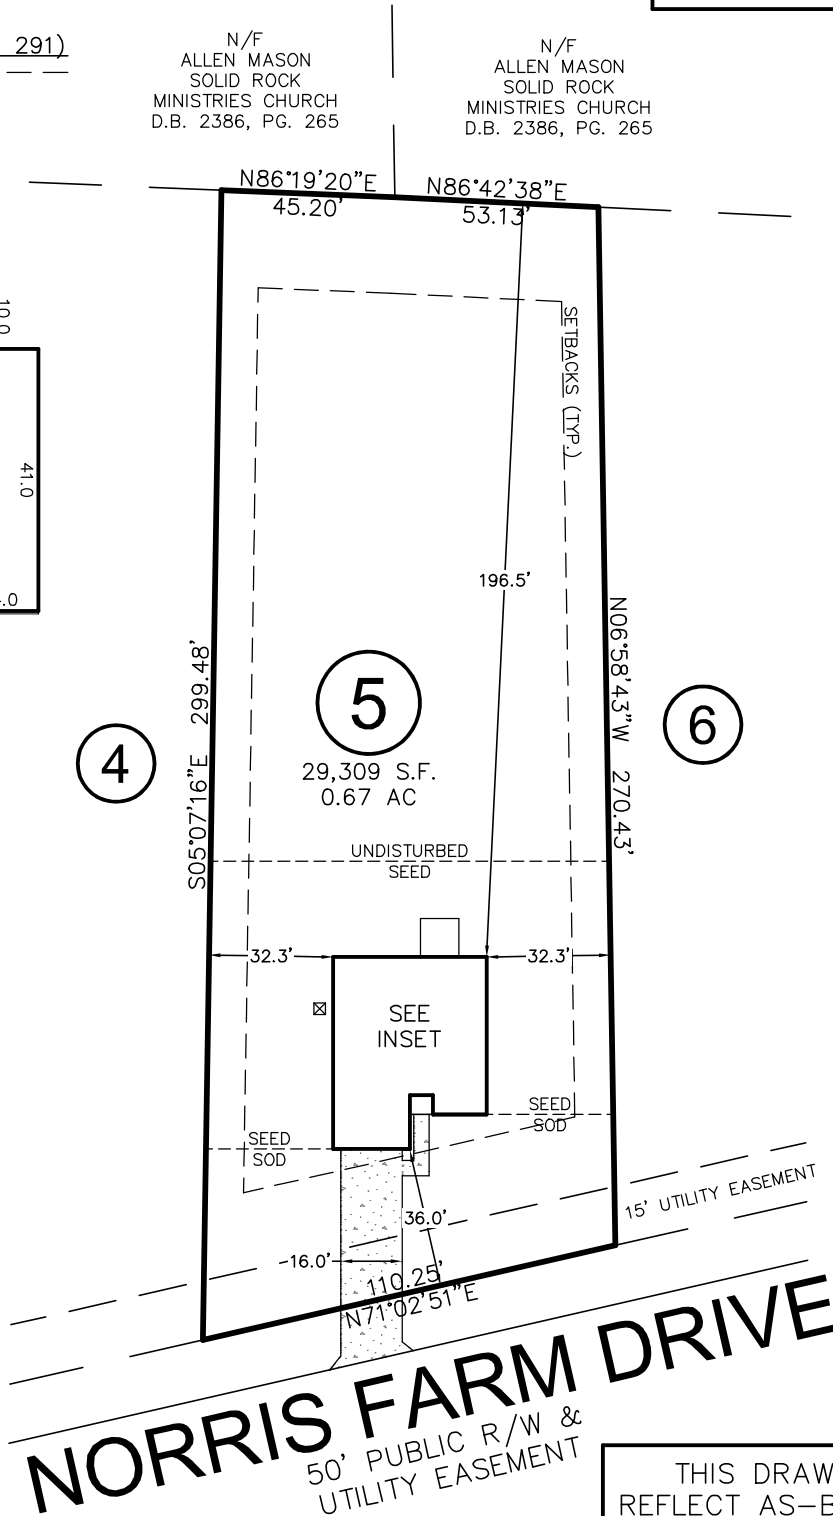 291)
N/F
ALLEN MASON
SOLID ROCK
MINISTRIES CHURCH
D.B. 2386, PG. 265
N/F
ALLEN MASON
SOLID ROCK
MINISTRIES CHURCH
D.B. 2386, PG. 265
N86°19'20"E
45.20'
N86°42'38"E
53.13'
10.0
41.0
.0
SETBACKS (TYP.)
196.5'
S05°07'16"E 299.48'
N06°58'43"W 270.43'
4
5
6
29,309 S.F.
0.67 AC
UNDISTURBED
SEED
32.3'
32.3'
SEE
INSET
SEED
SOD
SEED
SOD
15' UTILITY EASEMENT
36.0'
16.0'
110.25'
N71°02'51"E
NORRIS FARM DRIVE
50' PUBLIC R/W &
UTILITY EASEMENT
THIS DRAW
REFLECT AS-B